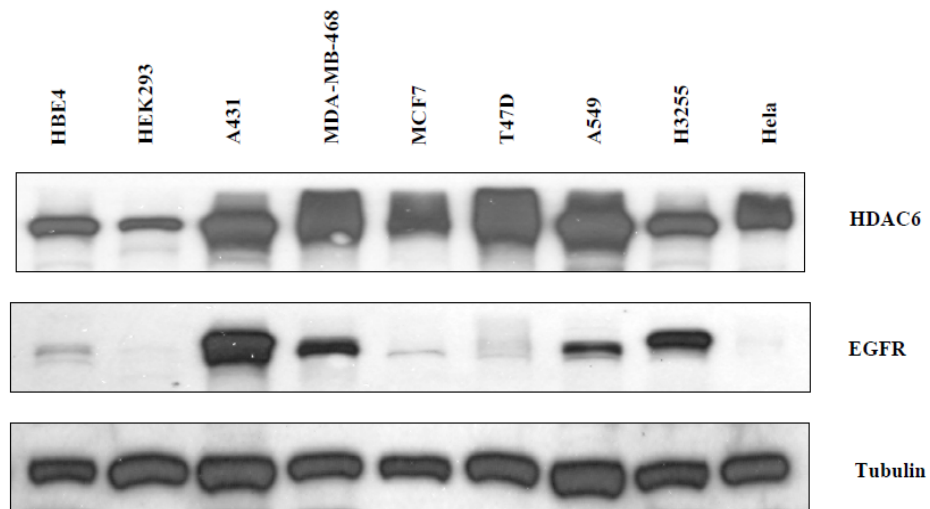 HBE4
HEK293
A431
MDA-MB-468
MCF7
T47D
A549
H3255
Hela
HDAC6
EGFR
Tubulin